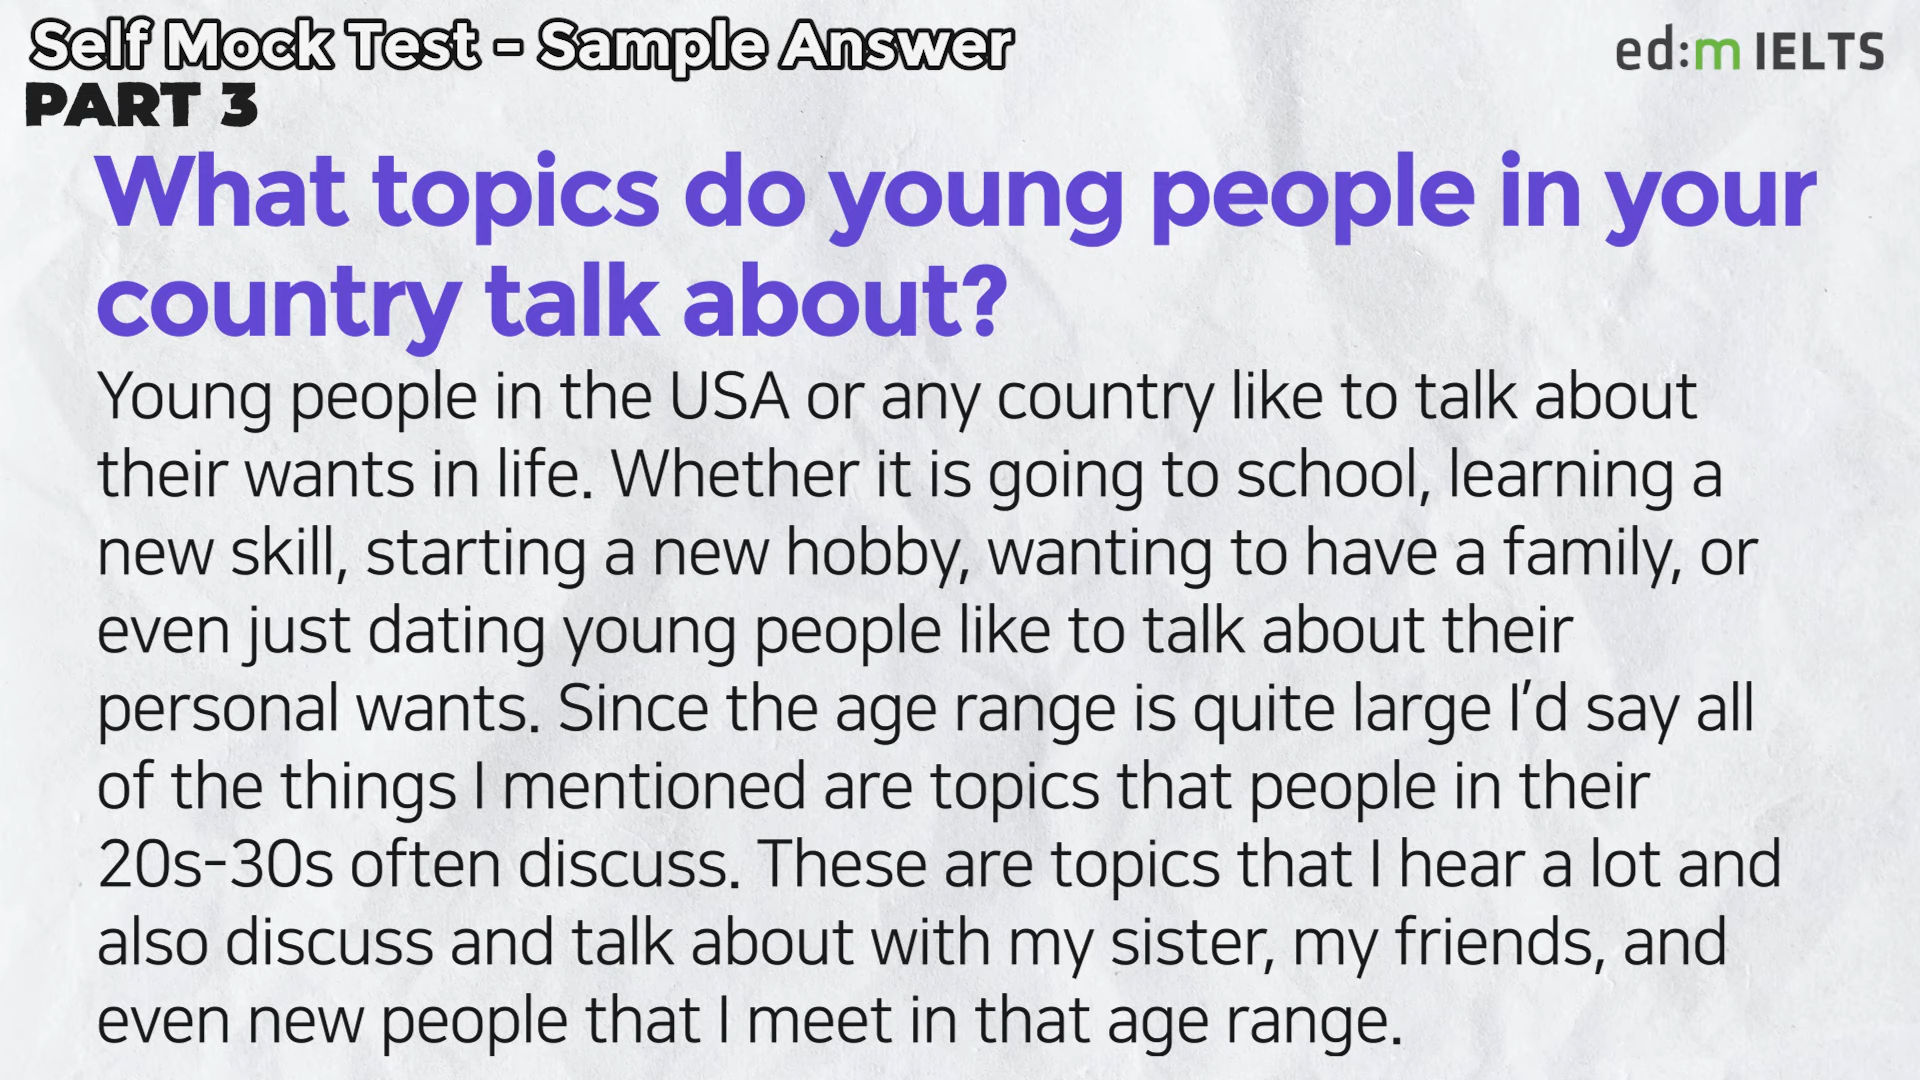 Self Mock Test - Sample Answer
ed:m IELTS
PART 3
What topics do young people in your
country talk about?
Young people in the USA or any country like to talk about
their wants in life. Whether it is going to school, learning a
new skill, starting a new hobby, wanting to have a family, or
even just dating young people like to talk about their
personal wants. Since the age range is quite large I’d say all
of the things I mentioned are topics that people in their
20s-30s often discuss. These are topics that I hear a lot and
also discuss and talk about with my sister, my friends, and
even new people that I meet in that age range.